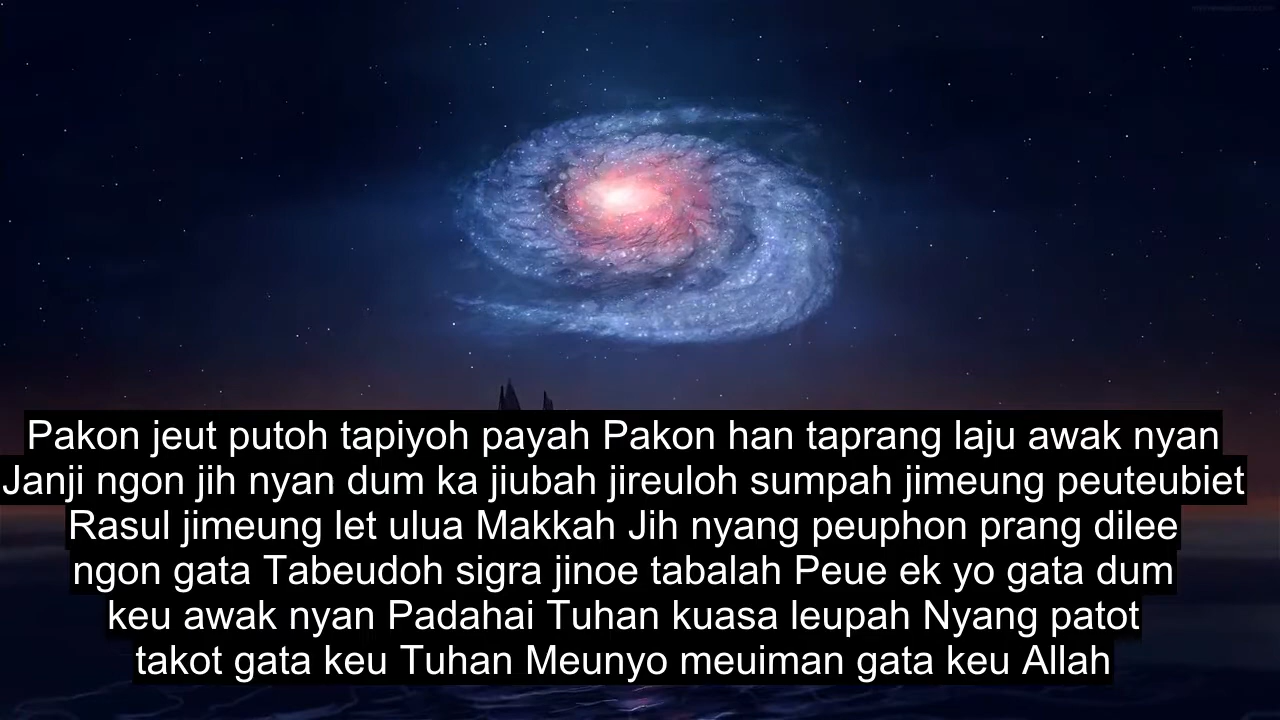 Pakon jeut putoh tapiyoh payah Pakon han taprang laju awak nyan
Janji ngon jih nyan dum ka jiubah jireuloh sumpah jimeung peuteubiet
Rasul jimeung let ulua Makkah Jih nyang peuphon prang dilee
ngon gata Tabeudoh sigra jinoe tabalah Peue ek yo gata dum
keu awak nyan Padahai Tuhan kuasa leupah Nyang patot
takot gata keu Tuhan Meunyo meuiman gata keu Allah